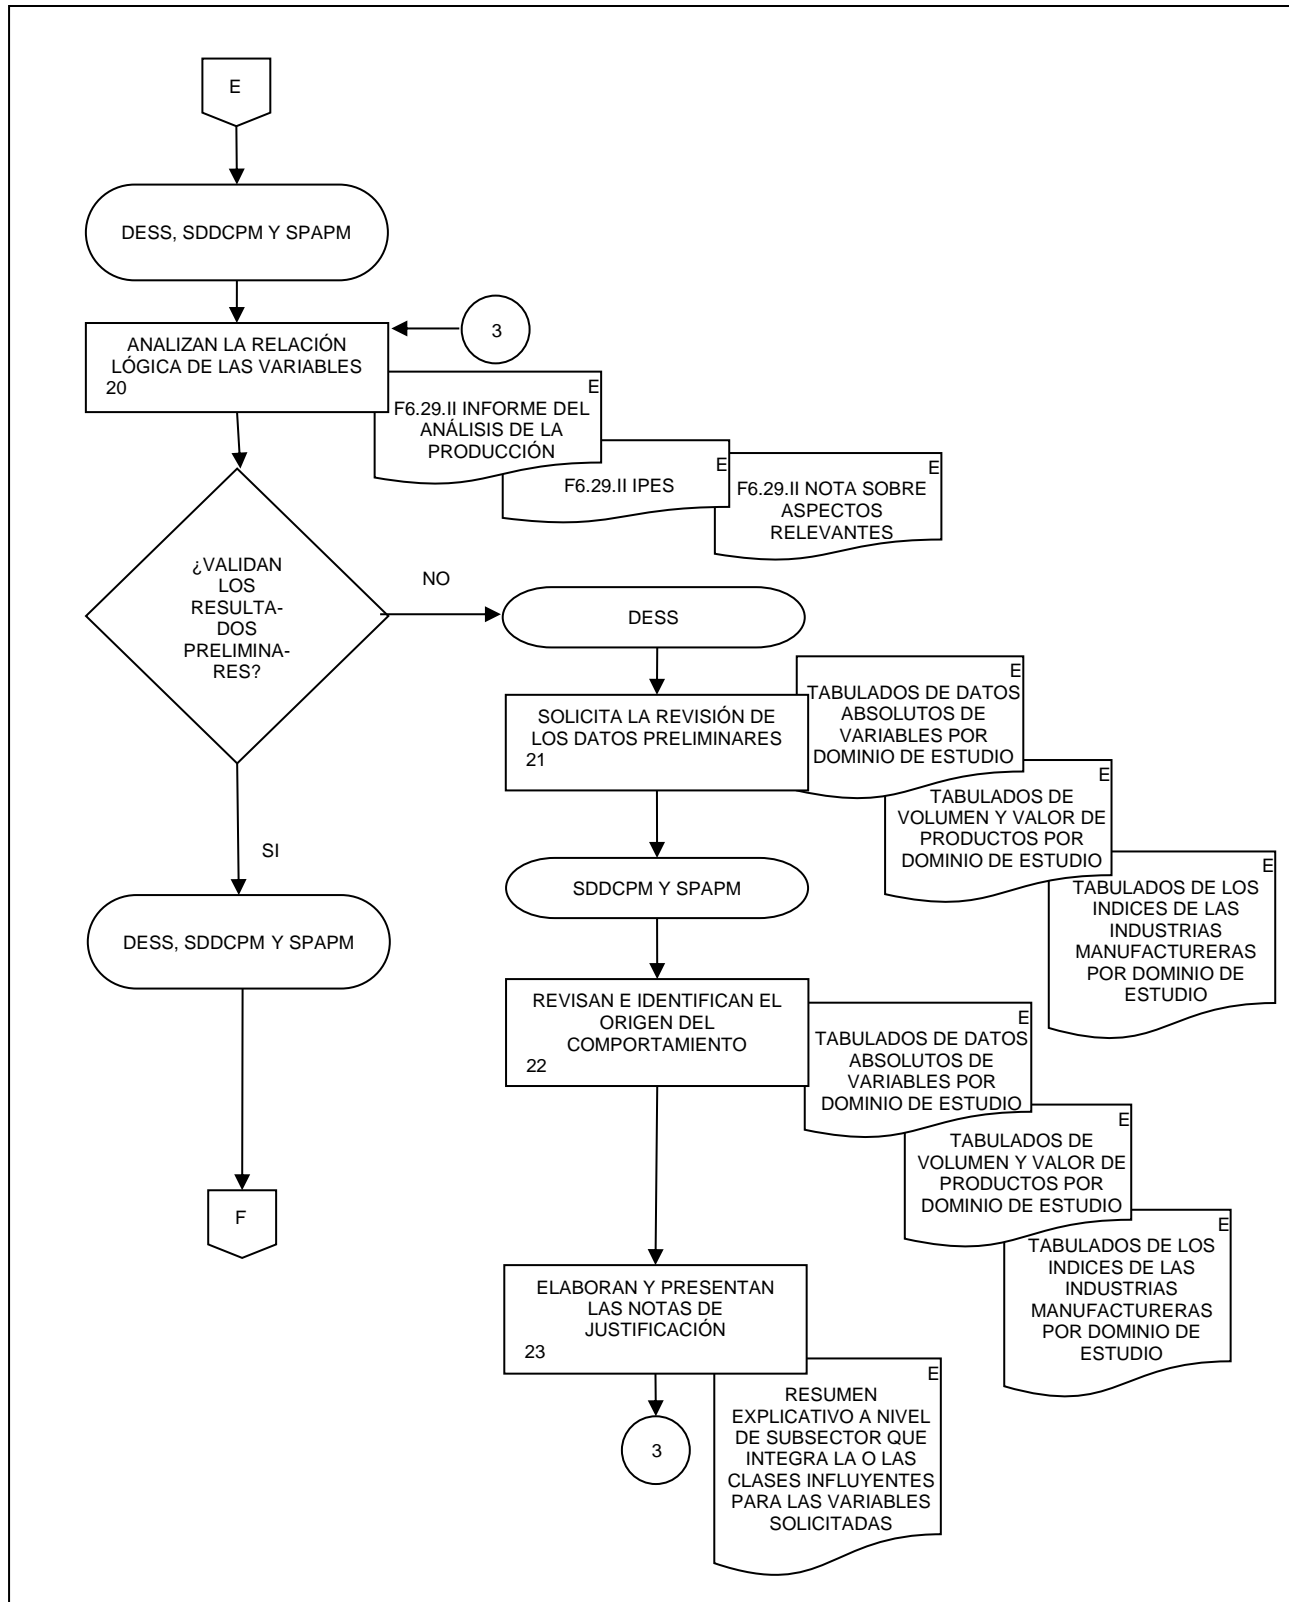 E
DESS, SDDCPM Y SPAPM
3
ANALIZAN LA RELACIÓN
LÓGICA DE LAS VARIABLES
20
E
F6.29.II INFORME DEL
ANÁLISIS DE LA
PRODUCCIÓN
E
F6.29.II IPES
E
F6.29.II NOTA SOBRE
ASPECTOS
RELEVANTES
¿VALIDAN
LOS
RESULTA-
DOS
PRELIMINA-
RES?
NO
DESS
SOLICITA LA REVISIÓN DE
LOS DATOS PRELIMINARES
21
E
TABULADOS DE DATOS
ABSOLUTOS DE
VARIABLES POR
DOMINIO DE ESTUDIO
E
TABULADOS DE
VOLUMEN Y VALOR DE
PRODUCTOS POR
DOMINIO DE ESTUDIO
E
TABULADOS DE LOS
INDICES DE LAS
INDUSTRIAS
MANUFACTURERAS
POR DOMINIO DE
ESTUDIO
SI
DESS, SDDCPM Y SPAPM
F
SDDCPM Y SPAPM
REVISAN E IDENTIFICAN EL
ORIGEN DEL
COMPORTAMIENTO
22
E
TABULADOS DE DATOS
ABSOLUTOS DE
VARIABLES POR
DOMINIO DE ESTUDIO
E
TABULADOS DE
VOLUMEN Y VALOR DE
PRODUCTOS POR
DOMINIO DE ESTUDIO
E
TABULADOS DE LOS
INDICES DE LAS
INDUSTRIAS
MANUFACTURERAS
POR DOMINIO DE
ESTUDIO
ELABORAN Y PRESENTAN
LAS NOTAS DE
JUSTIFICACIÓN
23
E
RESUMEN
EXPLICATIVO A NIVEL
DE SUBSECTOR QUE
INTEGRA LA O LAS
CLASES INFLUYENTES
PARA LAS VARIABLES
SOLICITADAS
3